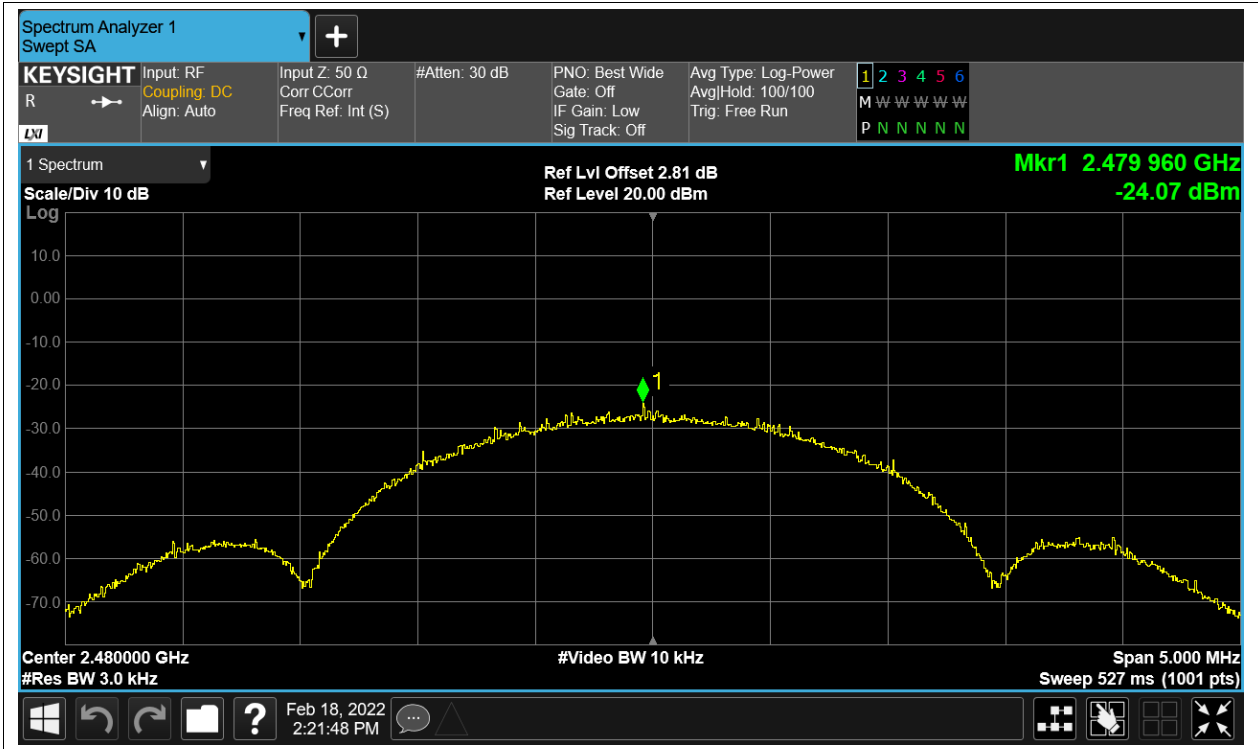 Spectrum Analyzer 1
Swept SA
KEYSIGHT
R
LXI
Input: RF
Coupling: DC
Align: Auto
Input Z: 50 Ω
Corr CCorr
Freq Ref: Int (S)
#Atten: 30 dB
PNO: Best Wide
Gate: Off
IF Gain: Low
Sig Track: Off
Avg Type: Log-Power
Avg|Hold: 100/100
Trig: Free Run
1 2 3 4 5 6
M W W W W W
P N N N N N
1 Spectrum
Scale/Div 10 dB
Ref Lvl Offset 2.81 dB
Ref Level 20.00 dBm
Mkr1 2.479 960 GHz
-24.07 dBm
Log
10.0
0.00
-10.0
-20.0
-30.0
-40.0
-50.0
-60.0
-70.0
1
Center 2.480000 GHz
#Res BW 3.0 kHz
#Video BW 10 kHz
Span 5.000 MHz
Sweep 527 ms (1001 pts)
?
Feb 18, 2022
2:21:48 PM